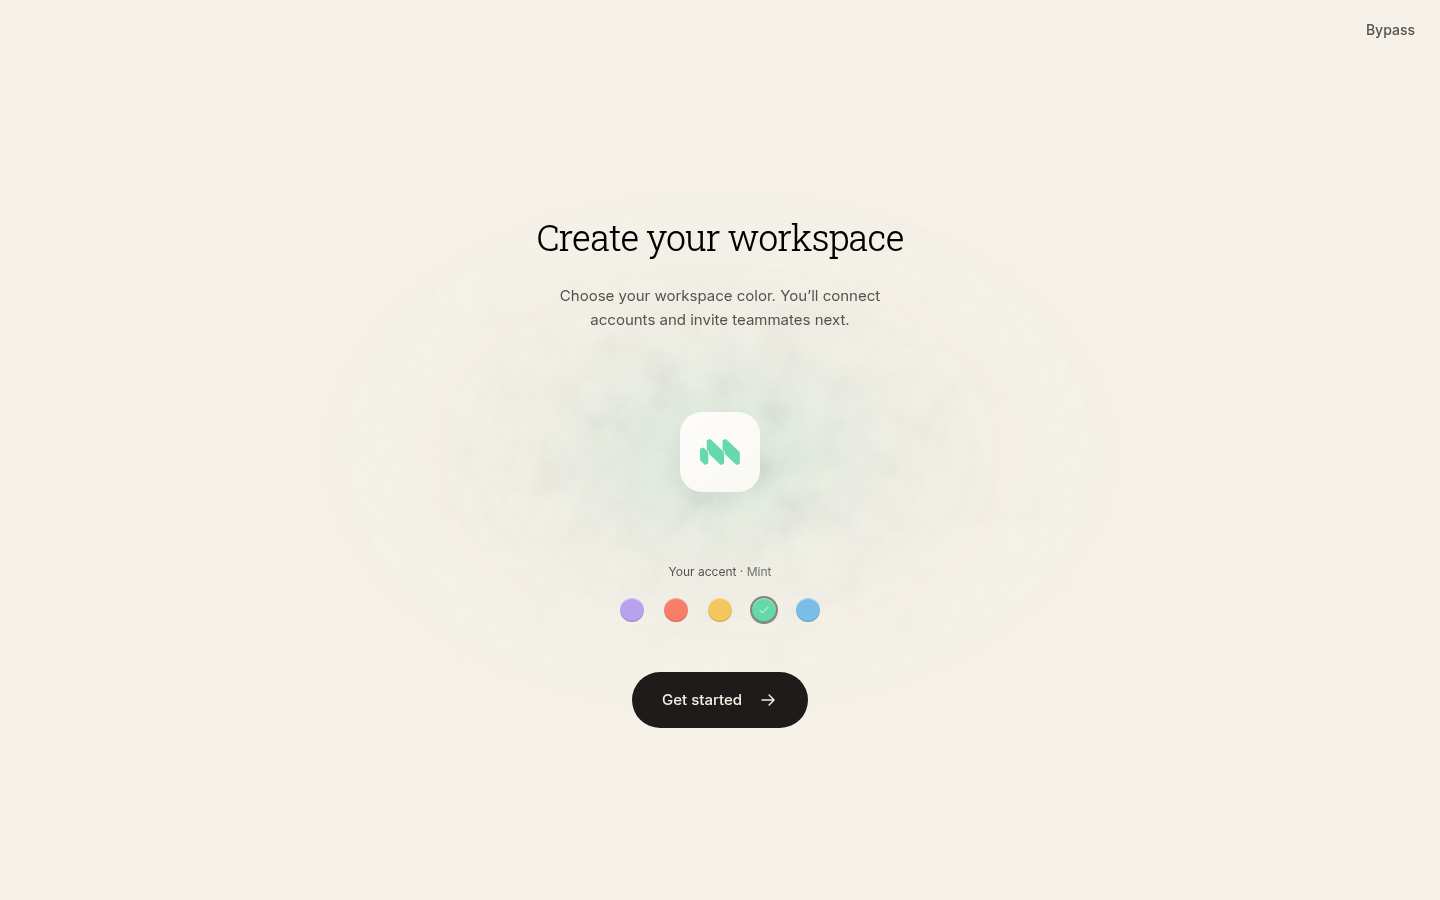 Bypass
Create your workspace
Choose your workspace color. You’ll connect
accounts and invite teammates next.
Your accent · Mint
Get started